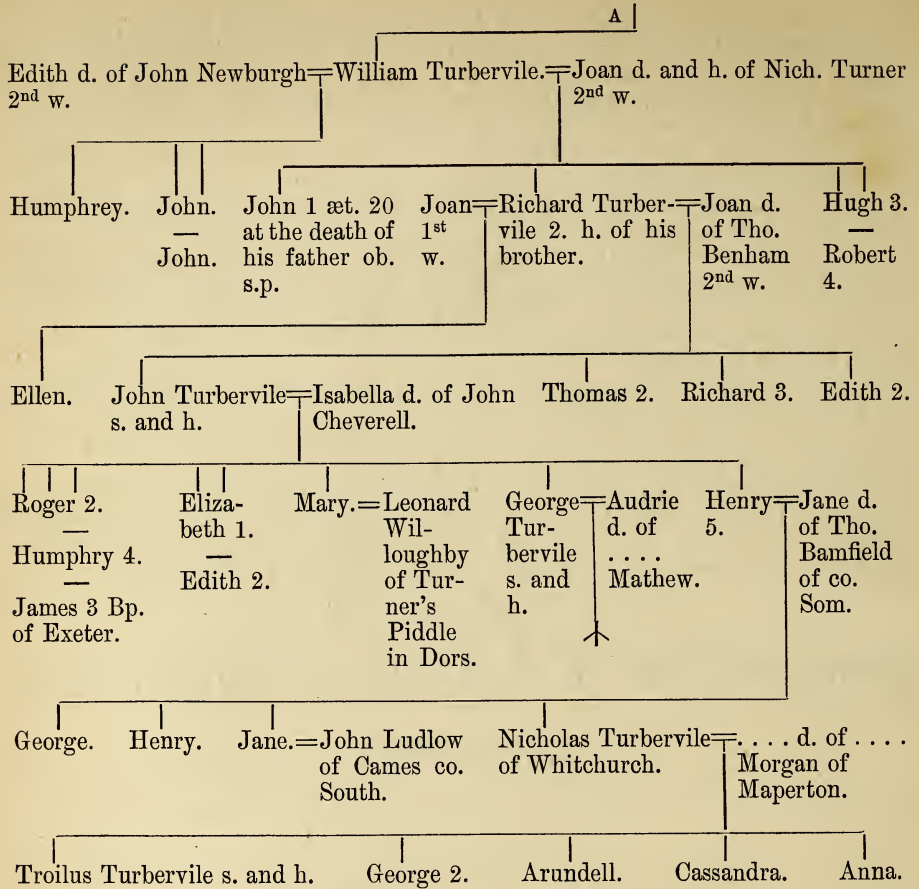 A
Edith d. of John Newburgh
2nd w.
William Turbervile.
Joan d. and h. of Nich. Turner
2nd w.
Humphrey.
John.
—
John.
John 1 æt. 20
at the death of
his father ob.
s.p.
Joan
1st
w.
Richard Turber-
vile 2. h. of his
brother.
Joan d.
of Tho.
Benham
2nd w.
Hugh 3.
—
Robert
4.
Ellen.
John Turbervile
s. and h.
Isabella d. of John
Cheverell.
Thomas 2.
Richard 3.
Edith 2.
Roger 2.
—
Humphry 4.
—
James 3 Bp.
of Exeter.
Eliza-
beth 1.
—
Edith 2.
Mary.=
Leonard
Wil-
loughby
of Tur-
ner's
Piddle
in Dors.
George
Tur-
bervile
s. and
h.
Audrie
d. of
. . . .
Mathew.
Henry
5.
Jane d.
of Tho.
Bamfield
of co.
Som.
George.
Henry.
Jane.=
John Ludlow
of Cames co.
South.
Nicholas Turbervile
of Whitchurch.
. . . . d. of . . . .
Morgan of
Maperton.
Troilus Turbervile s. and h.
George 2.
Arundell.
Cassandra.
Anna.